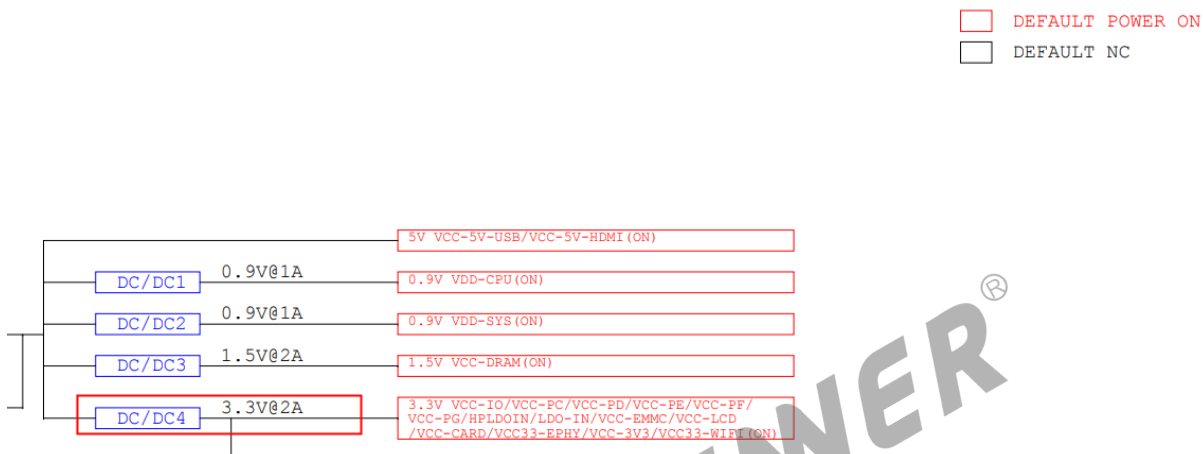 DEFAULT POWER ON
DEFAULT NC
5V VCC-5V-USB/VCC-5V-HDMI(ON)
DC/DC1 0.9V@1A 0.9V VDD-CPU(ON)
DC/DC2 0.9V@1A 0.9V VDD-SYS(ON)
DC/DC3 1.5V@2A 1.5V VCC-DRAM(ON)
DC/DC4 3.3V@2A 3.3V VCC-IO/VCC-PC/VCC-PD/VCC-PE/VCC-PF/
VCC-PG/HPLDOIN/LDO-IN/VCC-EMMC/VCC-LCD
/VCC-CARD/VCC33-EPHY/VCC-3V3/VCC33-WIFI(ON)
NER®